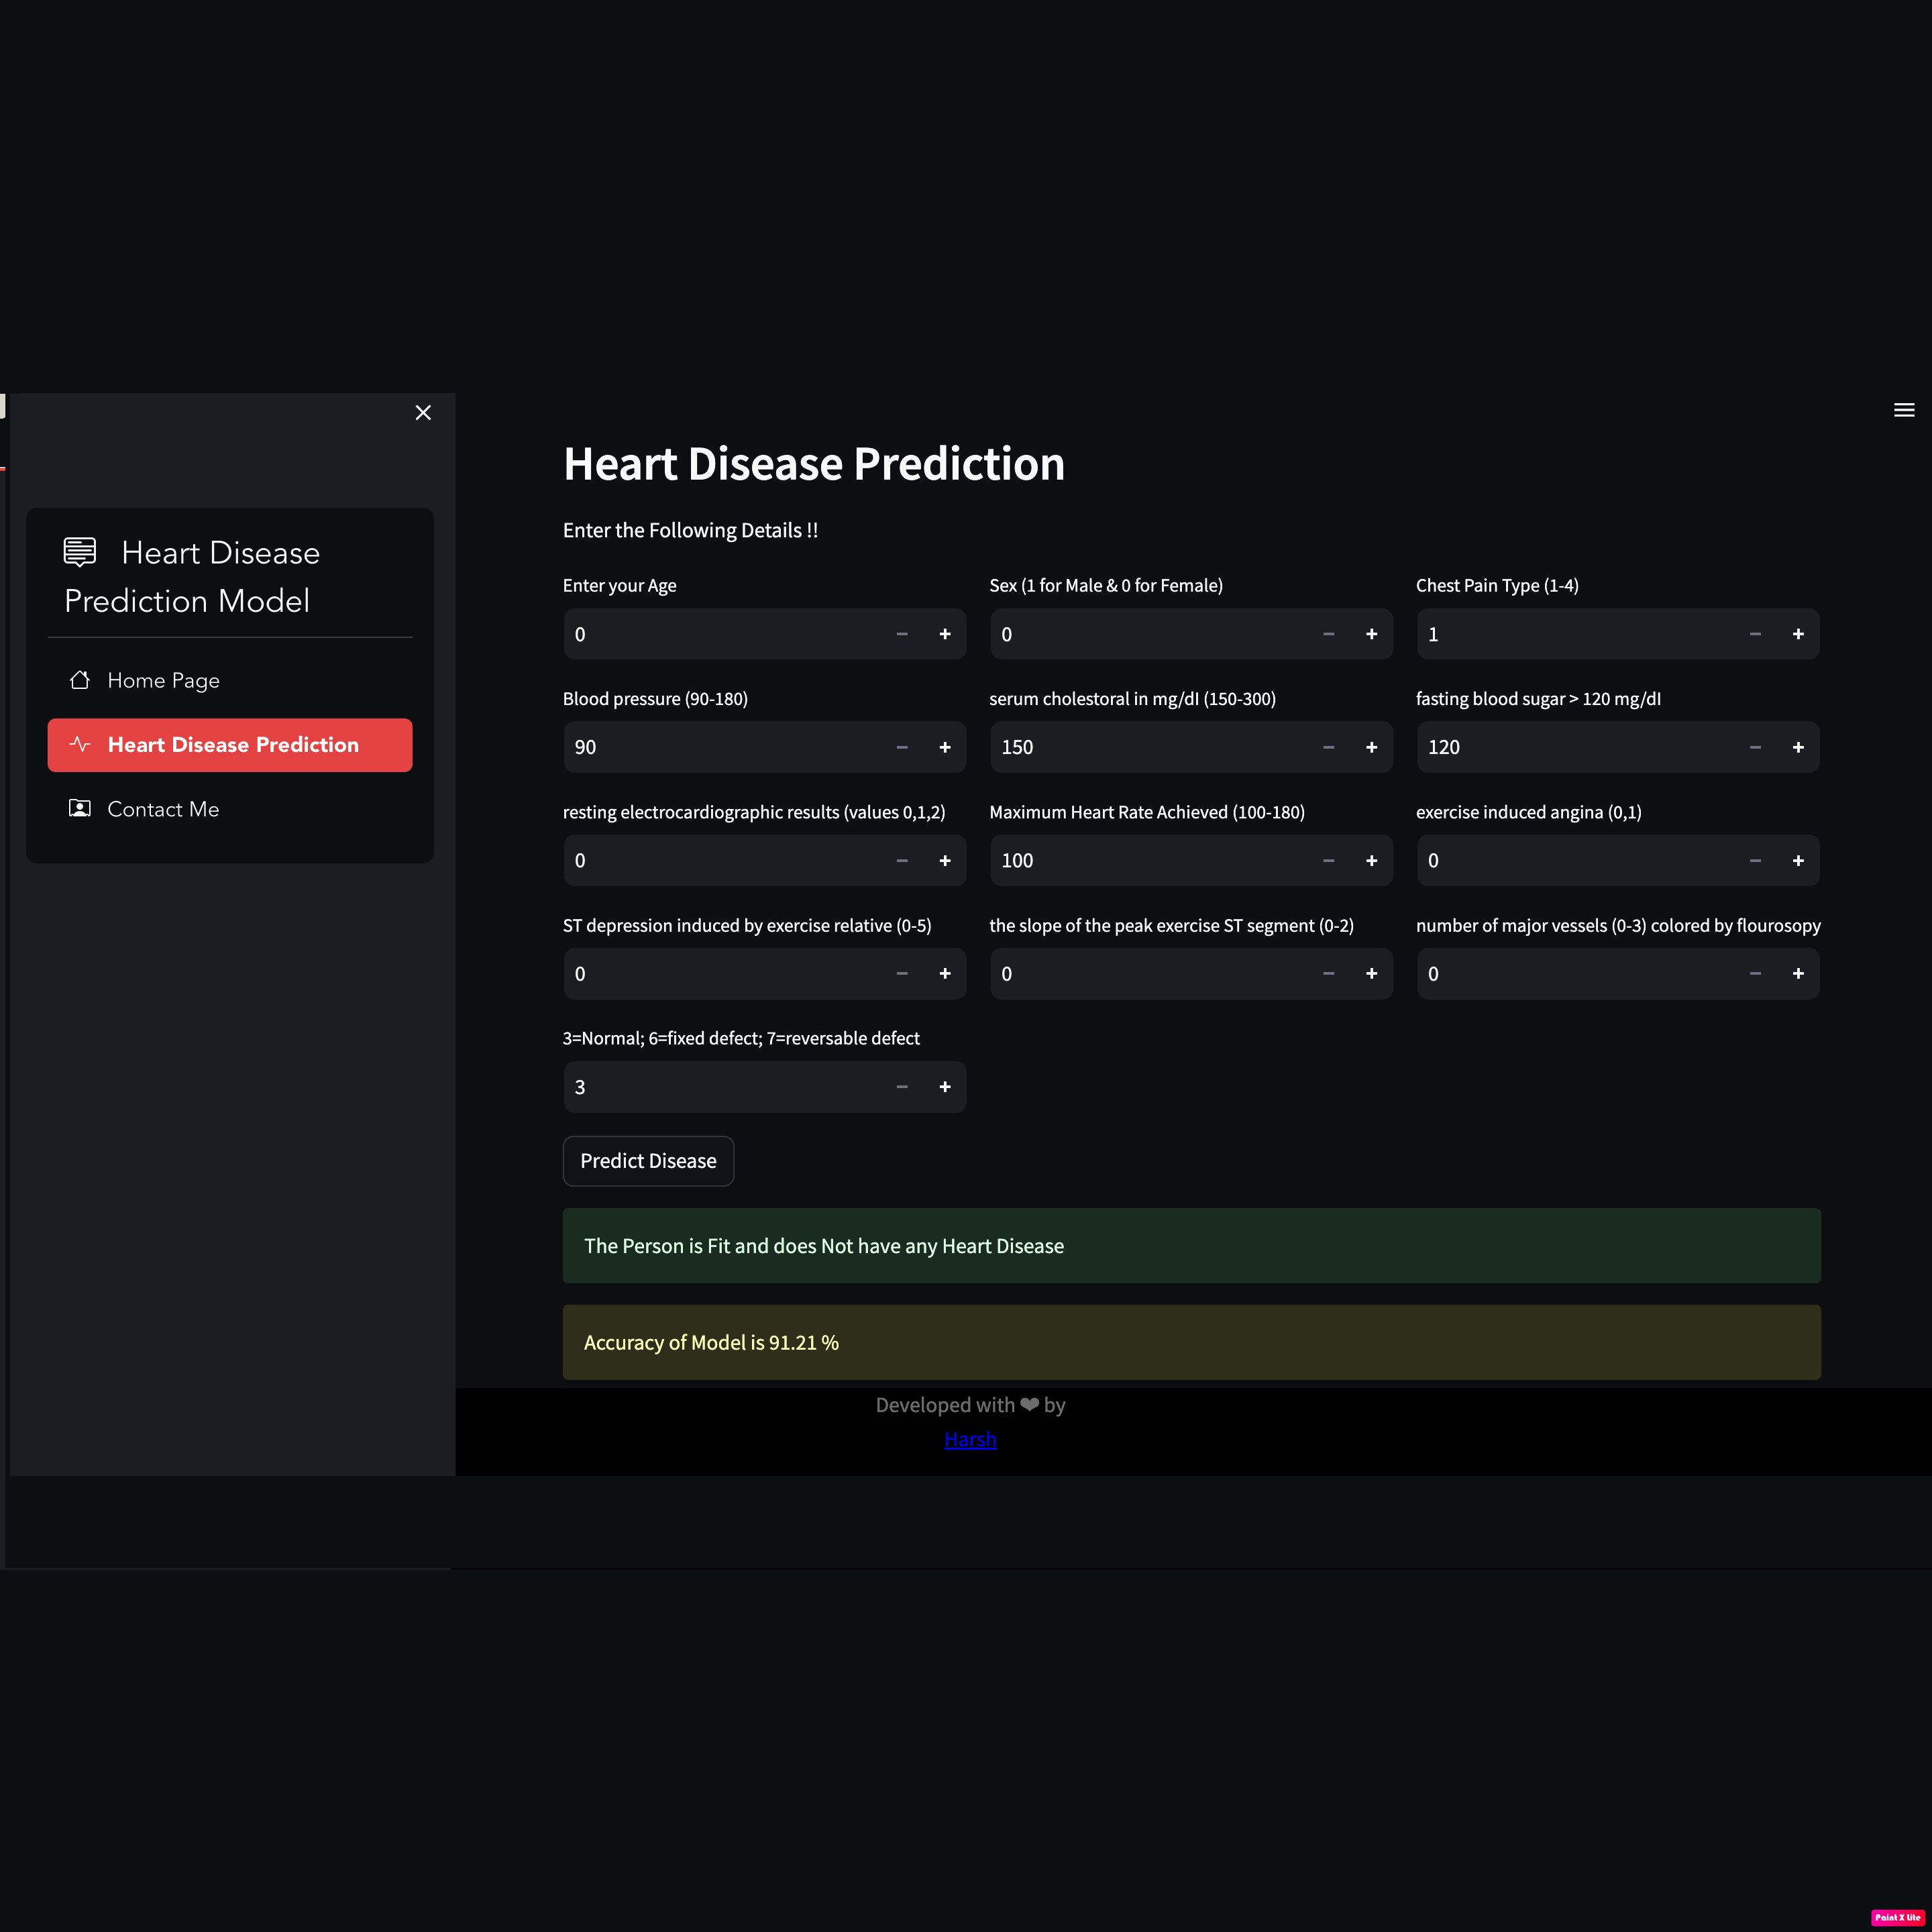 Heart Disease
Prediction Model
Home Page
Heart Disease Prediction
Contact Me
Heart Disease Prediction
Enter the Following Details !!
Enter your Age
Sex (1 for Male & 0 for Female)
Chest Pain Type (1-4)
0
0
1
Blood pressure (90-180)
serum cholestoral in mg/dl (150-300)
fasting blood sugar > 120 mg/dl
90
150
120
resting electrocardiographic results (values 0,1,2)
Maximum Heart Rate Achieved (100-180)
exercise induced angina (0,1)
0
100
0
ST depression induced by exercise relative (0-5)
the slope of the peak exercise ST segment (0-2)
number of major vessels (0-3) colored by flourosopy
0
0
0
3=Normal; 6=fixed defect; 7=reversable defect
3
Predict Disease
The Person is Fit and does Not have any Heart Disease
Accuracy of Model is 91.21 %
Developed with ❤ by
Harsh
Paint X Lite